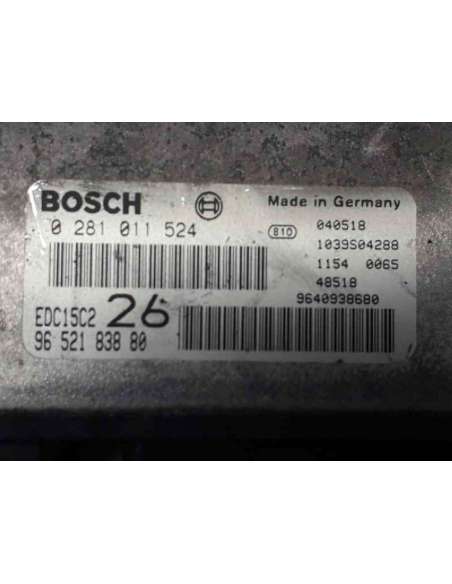 BOSCH
Made in Germany
0 281 011 524
810
040518
1039S04288
1154 0065
48518
9640938680
EDC15C2 26
96 521 838 80